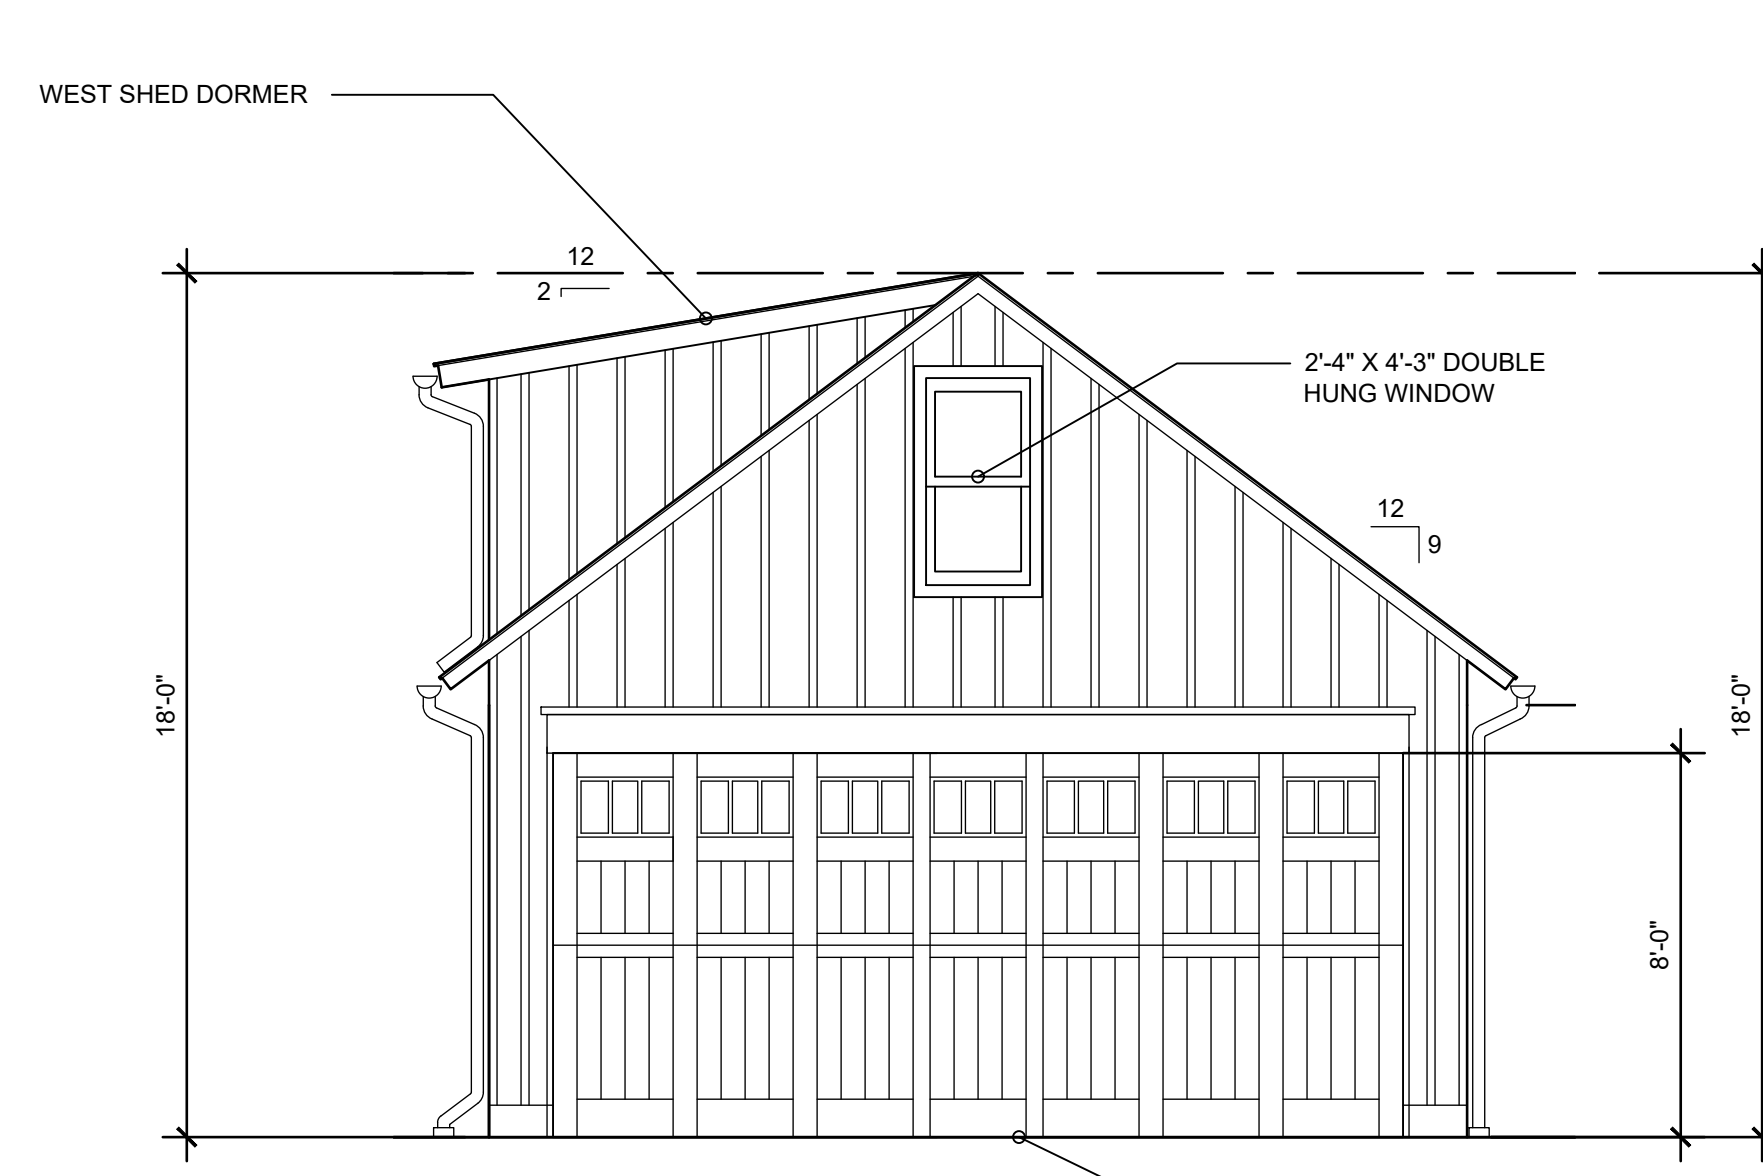 WEST SHED DORMER
12
2
2'-4" X 4'-3" DOUBLE
HUNG WINDOW
12
9
18'-0"
18'-0"
8'-0"